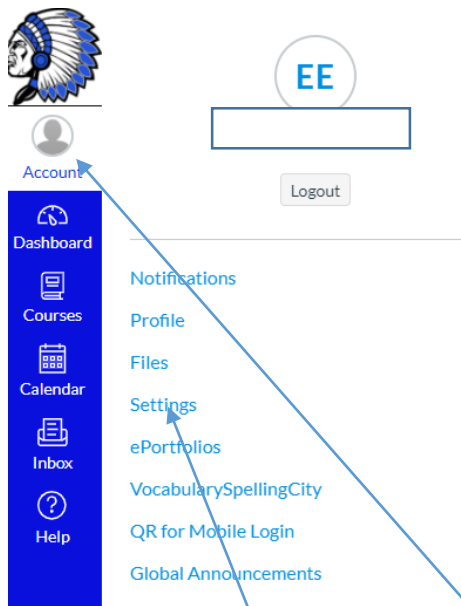 EE
Account
Logout
Dashboard
Notifications
Courses
Profile
Files
Calendar
Settings
ePortfolios
Inbox
VocabularySpellingCity
QR for Mobile Login
Help
Global Announcements